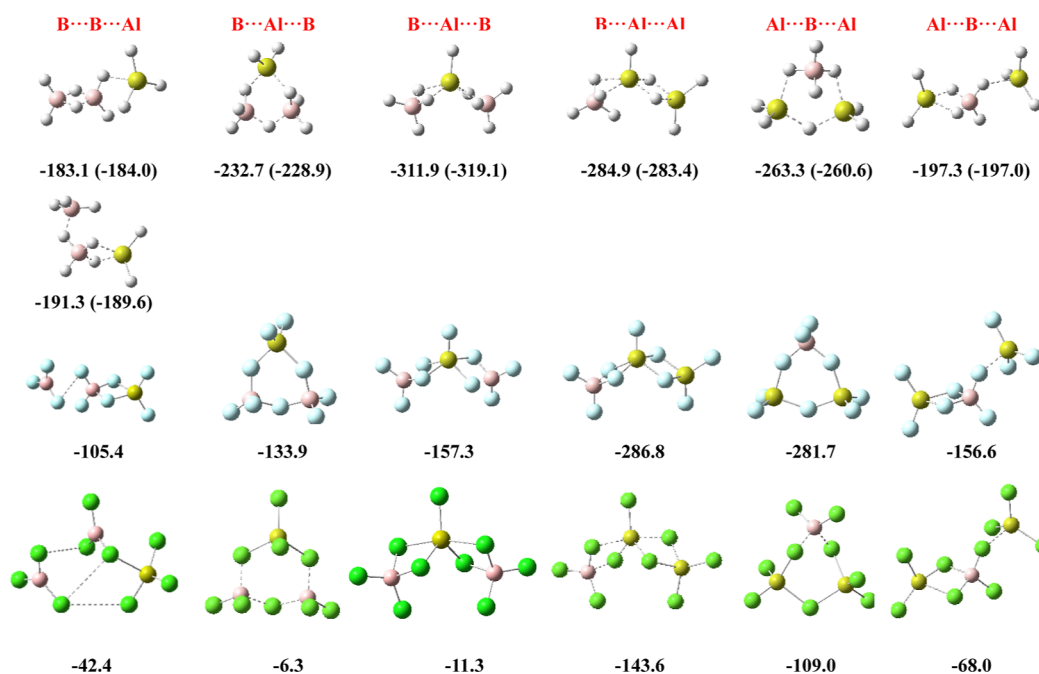 B···B···Al B···Al···B B···Al···B B···Al···Al Al···B···Al Al···B···Al
-183.1 (-184.0) -232.7 (-228.9) -311.9 (-319.1) -284.9 (-283.4) -263.3 (-260.6) -197.3 (-197.0)
-191.3 (-189.6)
-105.4 -133.9 -157.3 -286.8 -281.7 -156.6
-42.4 -6.3 -11.3 -143.6 -109.0 -68.0